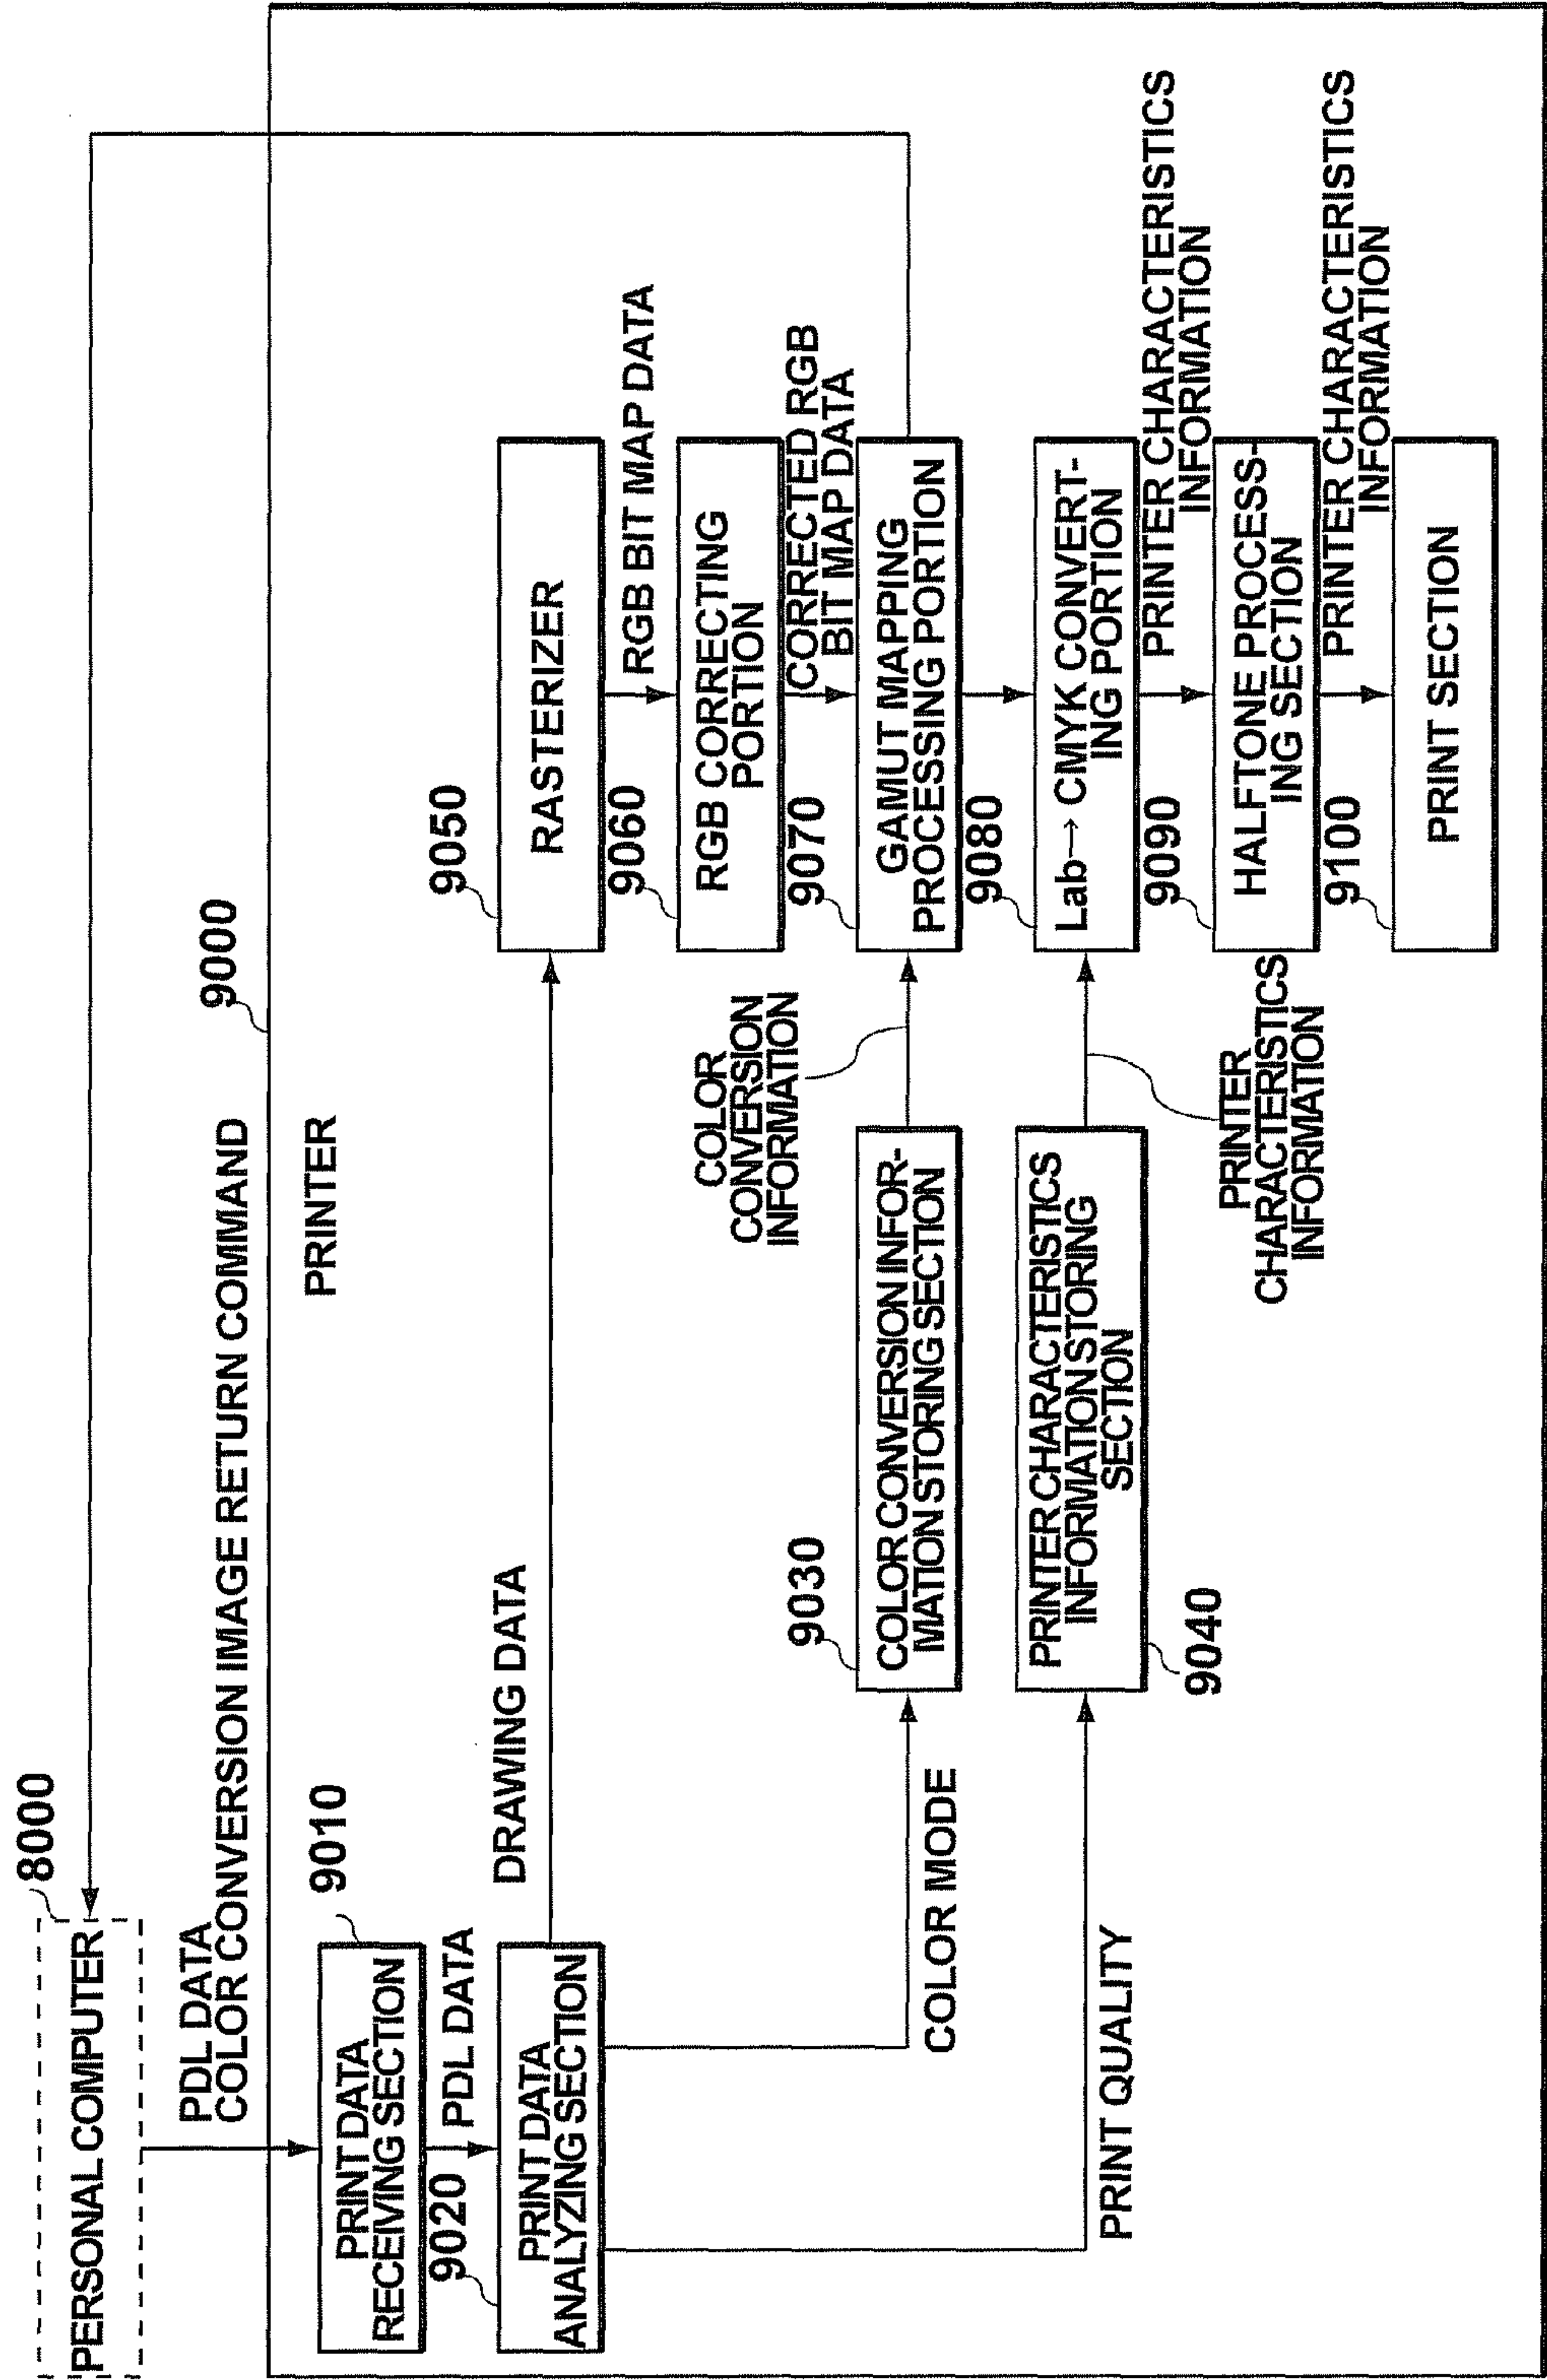 8000
PERSONAL COMPUTER
PDL DATA
COLOR CONVERSION IMAGE RETURN COMMAND
9000
PRINTER
9010
PRINT DATA
RECEIVING SECTION
PDL DATA
9020
PRINT DATA
ANALYZING SECTION
DRAWING DATA
COLOR MODE
PRINT QUALITY
9030
COLOR CONVERSION INFOR-
MATION STORING SECTION
PRINTER CHARACTERISTICS
INFORMATION STORING
SECTION
9040
COLOR
CONVERSION
INFORMATION
PRINTER
CHARACTERISTICS
INFORMATION
9050
RASTERIZER
RGB BIT MAP DATA
9060
RGB CORRECTING
PORTION
CORRECTED RGB
BIT MAP DATA
9070
GAMUT MAPPING
PROCESSING PORTION
9080
Lab→ CMYK CONVERT-
ING PORTION
PRINTER CHARACTERISTICS
INFORMATION
9090
HALFTONE PROCESS-
ING SECTION
PRINTER CHARACTERISTICS
INFORMATION
9100
PRINT SECTION